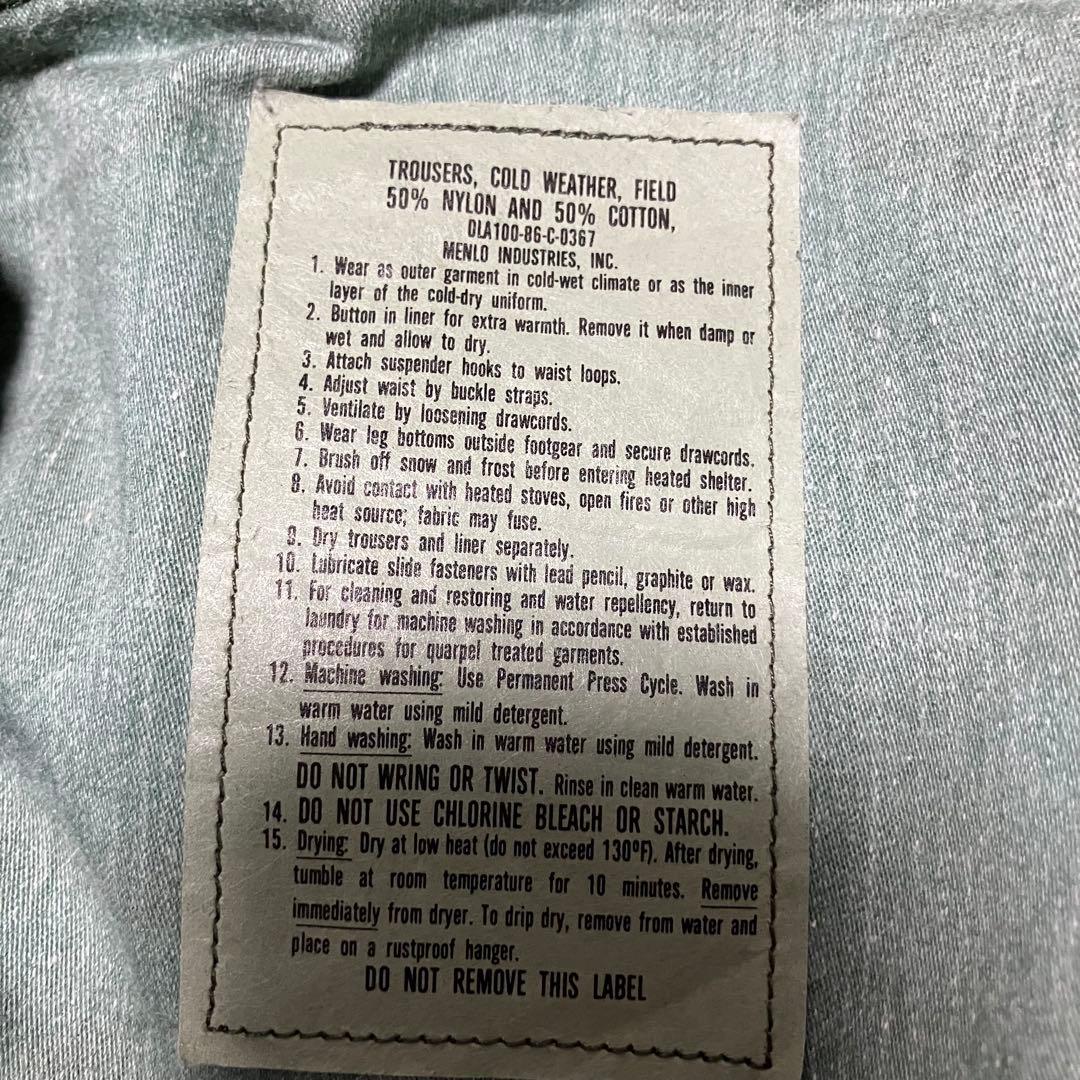 TROUSERS, COLD WEATHER, FIELD
50% NYLON AND 50% COTTON,
DLA100-86-C-0367
MENLO INDUSTRIES, INC.
1. Wear as outer garment in cold-wet climate or as the inner
layer of the cold-dry uniform.
2. Button in liner for extra warmth. Remove it when damp or
wet and allow to dry.
3. Attach suspender hooks to waist loops.
4. Adjust waist by buckle straps.
5. Ventilate by loosening drawcords.
6. Wear leg bottoms outside footgear and secure drawcords.
7. Brush off snow and frost before entering heated shelter.
8. Avoid contact with heated stoves, open fires or other high
heat source; fabric may fuse.
9. Dry trousers and liner separately.
10. Lubricate slide fasteners with lead pencil, graphite or wax.
11. For cleaning and restoring and water repellency, return to
laundry for machine washing in accordance with established
procedures for quarpel treated garments.
12. Machine washing: Use Permanent Press Cycle. Wash in
warm water using mild detergent.
13. Hand washing: Wash in warm water using mild detergent.
DO NOT WRING OR TWIST. Rinse in clean warm water.
14. DO NOT USE CHLORINE BLEACH OR STARCH.
15. Drying: Dry at low heat (do not exceed 130ºF). After drying,
tumble at room temperature for 10 minutes. Remove
immediately from dryer. To drip dry, remove from water and
place on a rustproof hanger.
DO NOT REMOVE THIS LABEL